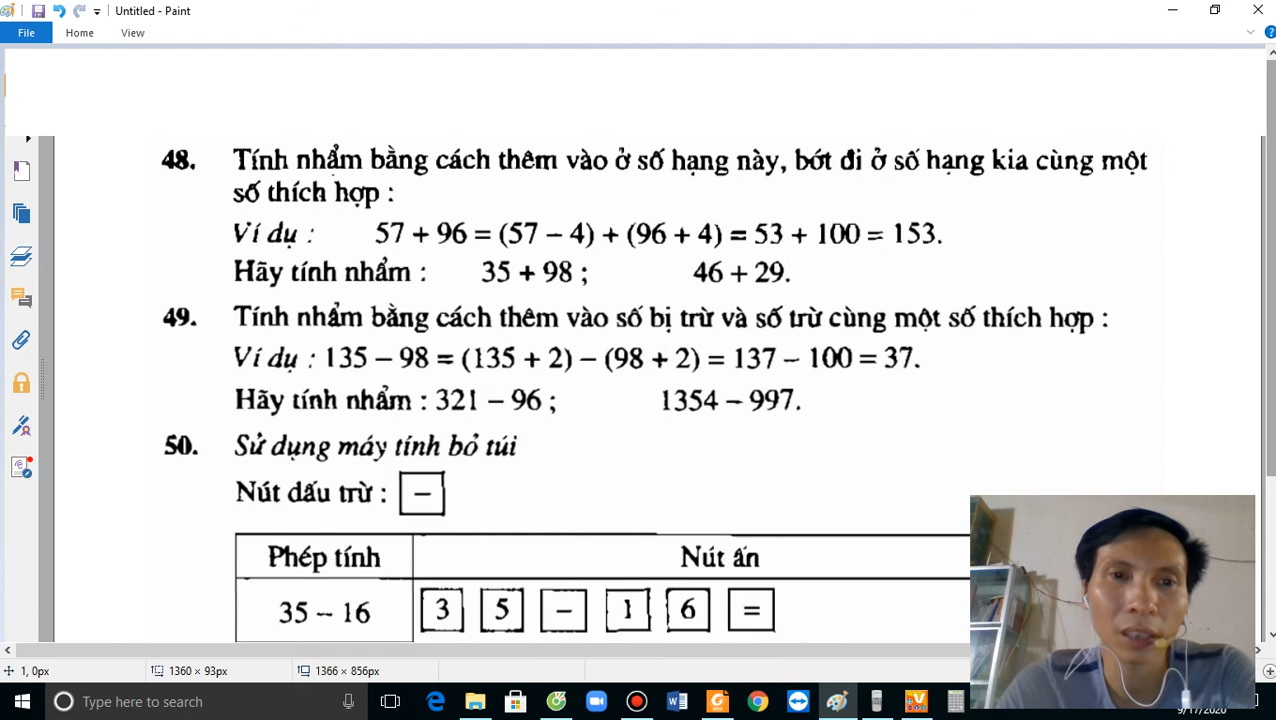 Untitled - Paint
File Home View
48. Tính nhẩm bằng cách thêm vào ở số hạng này, bớt đi ở số hạng kia cùng một
số thích hợp :
Ví dụ : 57 + 96 = (57 − 4) + (96 + 4) = 53 + 100 = 153.
Hãy tính nhẩm : 35 + 98 ; 46 + 29.
49. Tính nhẩm bằng cách thêm vào số bị trừ và số trừ cùng một số thích hợp :
Ví dụ : 135 − 98 = (135 + 2) − (98 + 2) = 137 − 100 = 37.
Hãy tính nhẩm : 321 − 96 ; 1354 − 997.
50. Sử dụng máy tính bỏ túi
Nút dấu trừ : −
Phép tính Nút ấn
35 − 16 3 5 − 1 6 =
1, 0px 1360 × 93px 1366 × 856px
Type here to search
9/17/2020